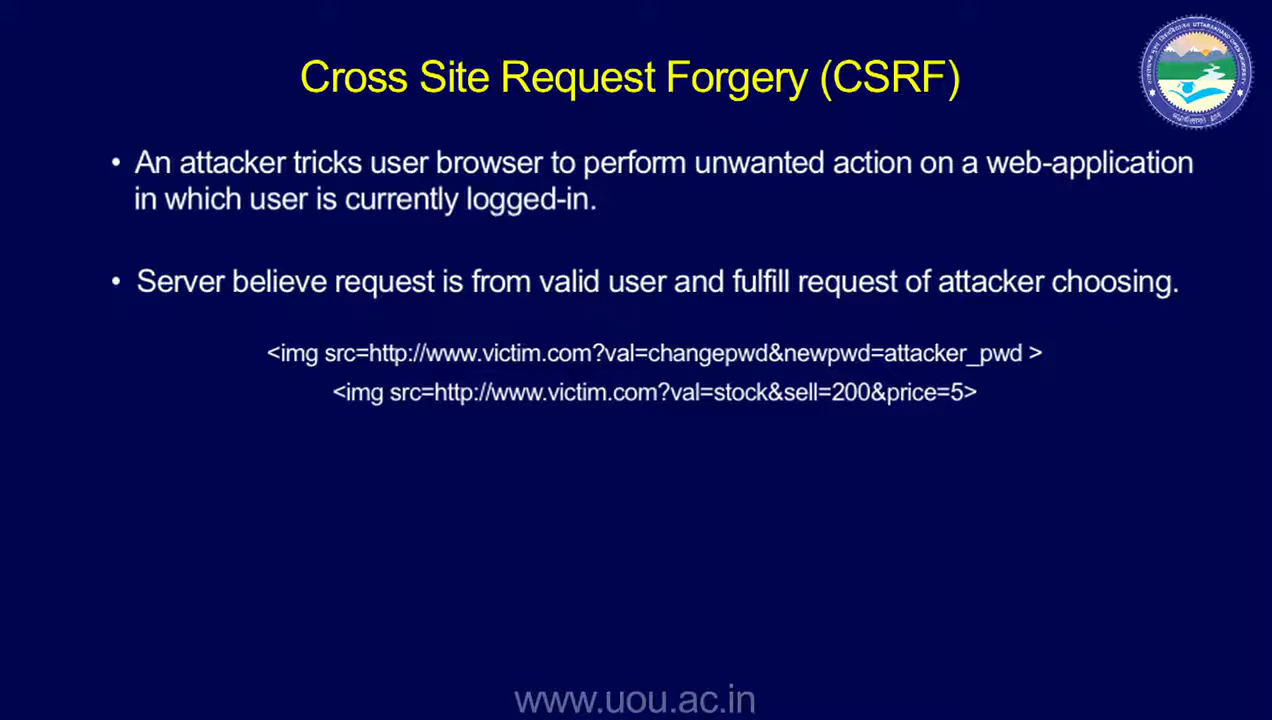 Cross Site Request Forgery (CSRF)
• An attacker tricks user browser to perform unwanted action on a web-application
in which user is currently logged-in.
• Server believe request is from valid user and fulfill request of attacker choosing.
<img src=http://www.victim.com?val=changepwd&newpwd=attacker_pwd >
<img src=http://www.victim.com?val=stock&sell=200&price=5>
www.uou.ac.in